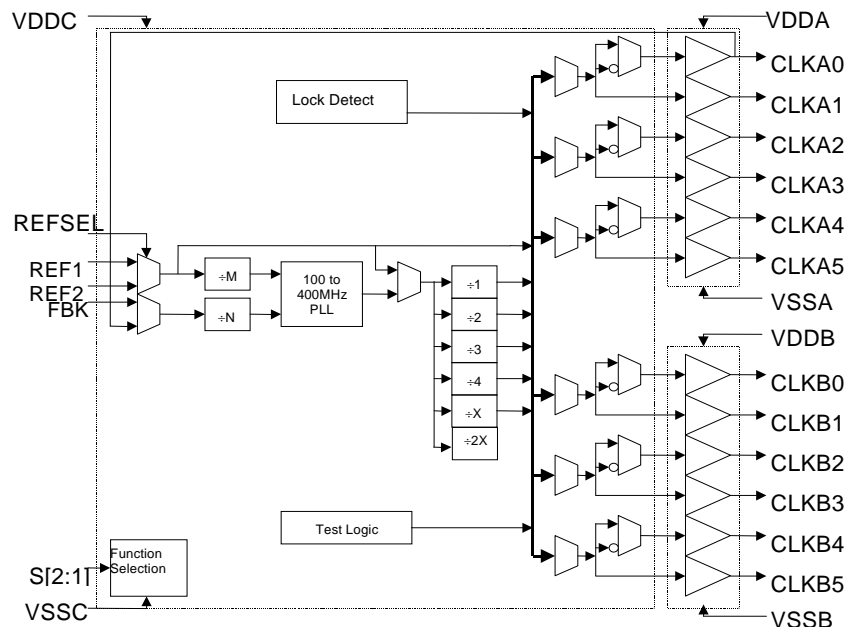 VDDC
VDDA
Lock Detect
CLKA0
CLKA1
CLKA2
CLKA3
CLKA4
CLKA5
REFSEL
REF1
REF2
FBK
÷M
÷N
100 to
400MHz
PLL
÷1
÷2
÷3
÷4
÷X
÷2X
VSSA
VDDB
CLKB0
CLKB1
CLKB2
CLKB3
CLKB4
CLKB5
Test Logic
Function
Selection
S[2:1]
VSSC
VSSB